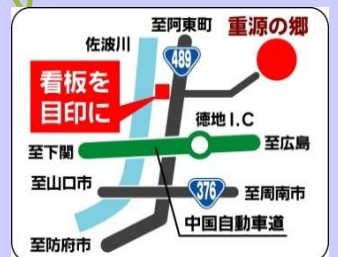 至阿東町
重源の郷
佐波川
489
看板を
目印に
徳地I.C
至下関
至広島
至山口市
376
至周南市
中国自動車道
至防府市